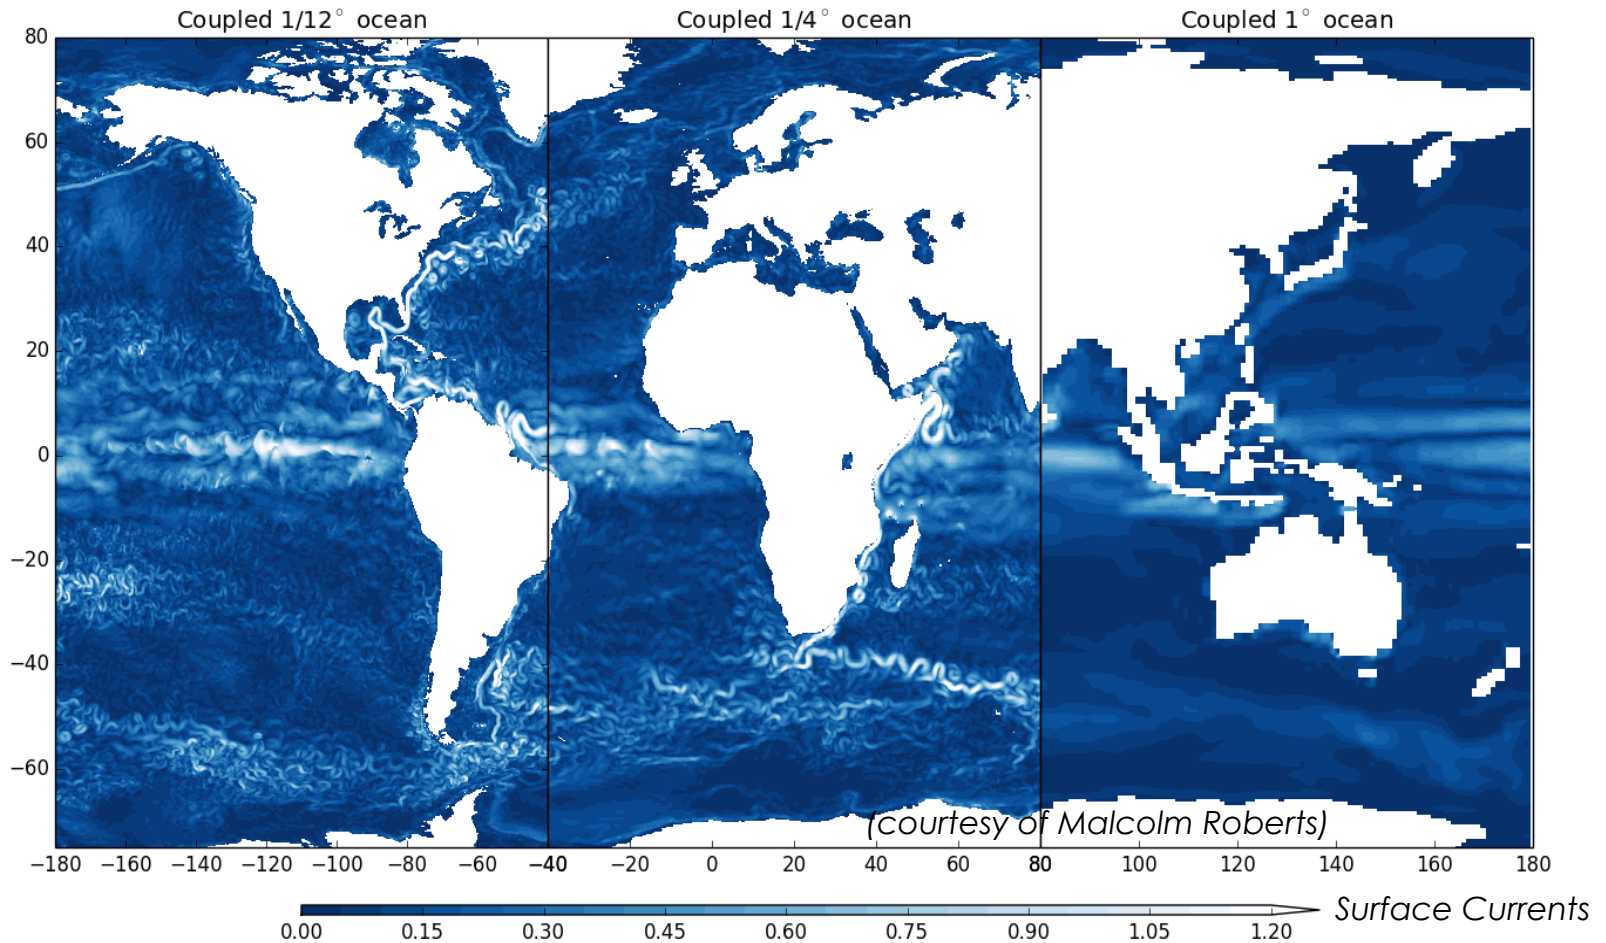 Coupled 1/12° ocean
Coupled 1/4° ocean
Coupled 1° ocean
80
60
40
20
0
−20
−40
−60
(courtesy of Malcolm Roberts)
−180 −160 −140 −120 −100 −80 −60 −40
−40 −20 0 20 40 60 80
80 100 120 140 160 180
Surface Currents
0.00 0.15 0.30 0.45 0.60 0.75 0.90 1.05 1.20